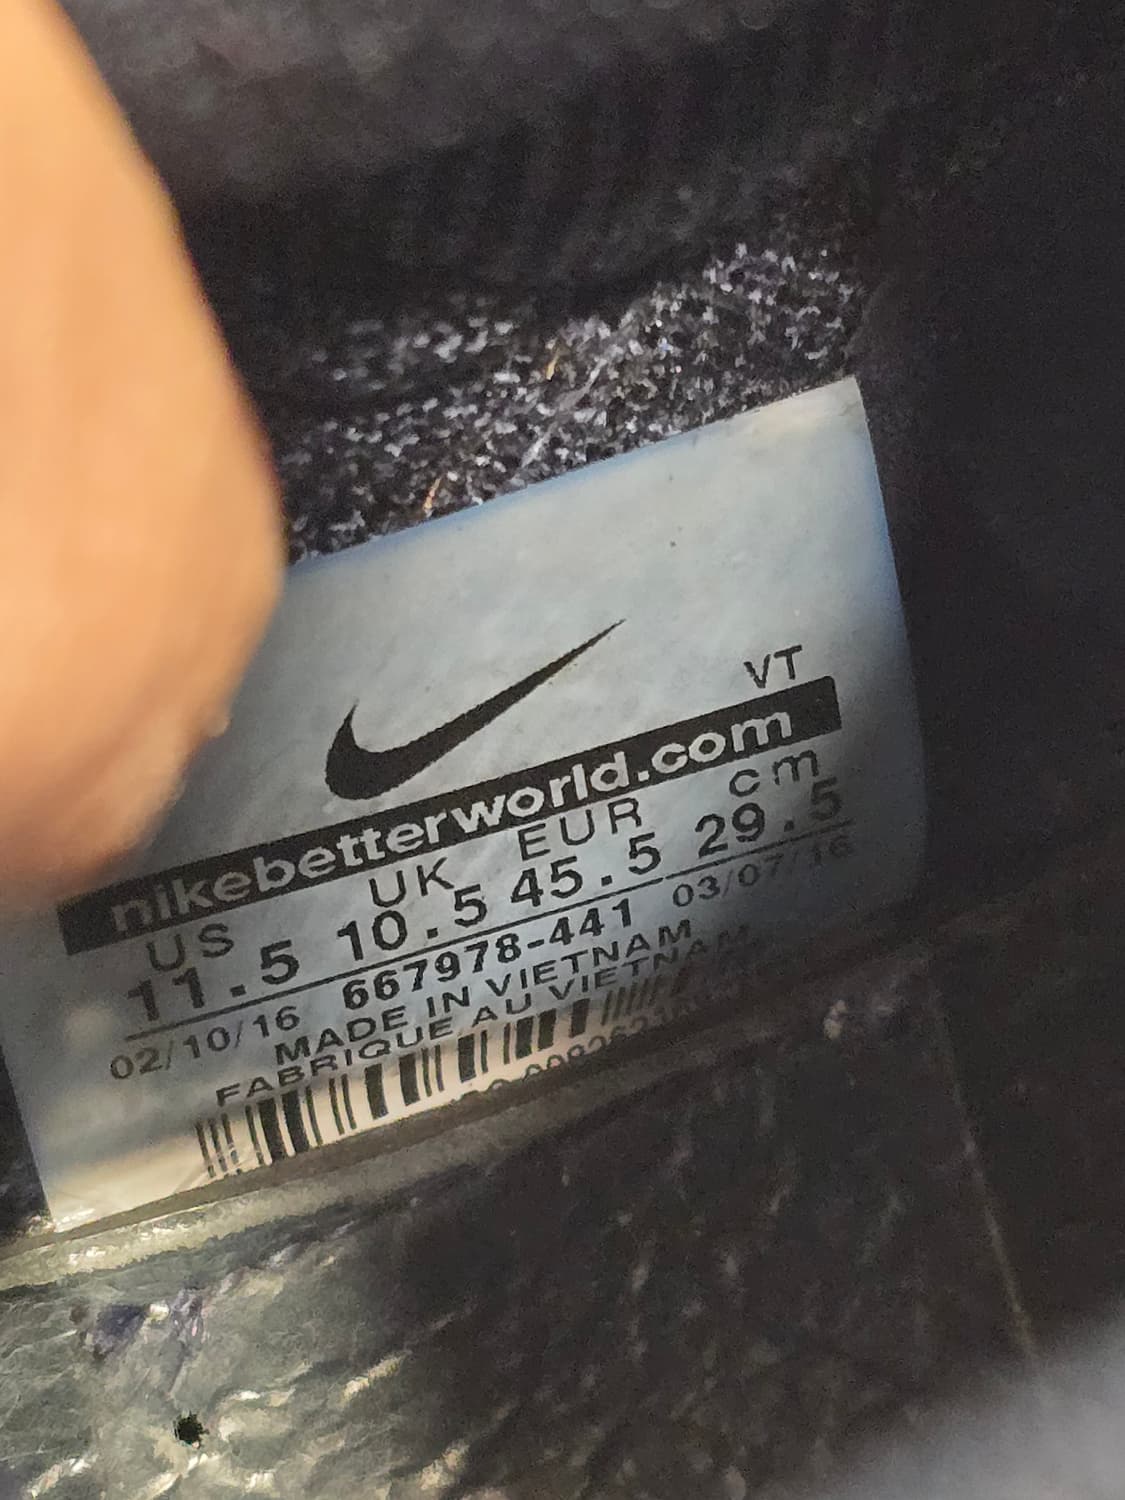 VT
nikebetterworld.com
US UK EUR cm
11.5 10.5 45.5 29.5
02/10/16 667978-441 03/07/16
MADE IN VIETNAM
FABRIQUE AU VIETNAM